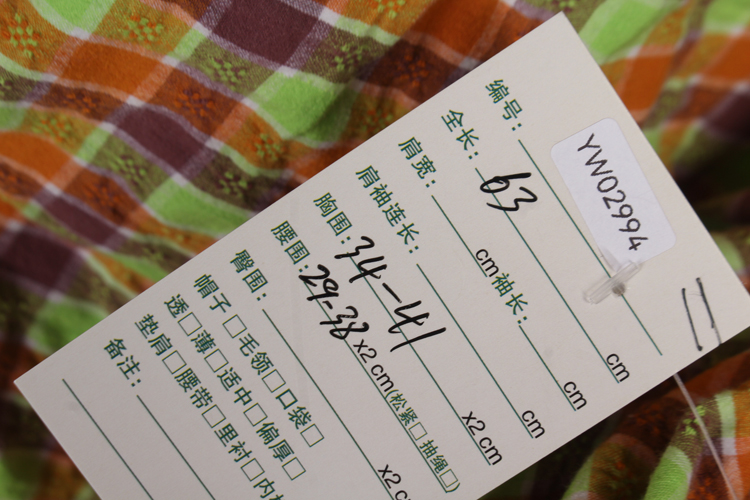 编号: YW02994
全长: 63 cm
肩宽: cm 袖长: cm
肩袖连长: cm
胸围: 34-41 x2 cm
腰围: 29-38 x2 cm(松紧□ 抽绳□)
臀围: x2
帽子□毛领□口袋□
透□薄□适中□偏厚□
垫肩□腰带□里衬□
备注: